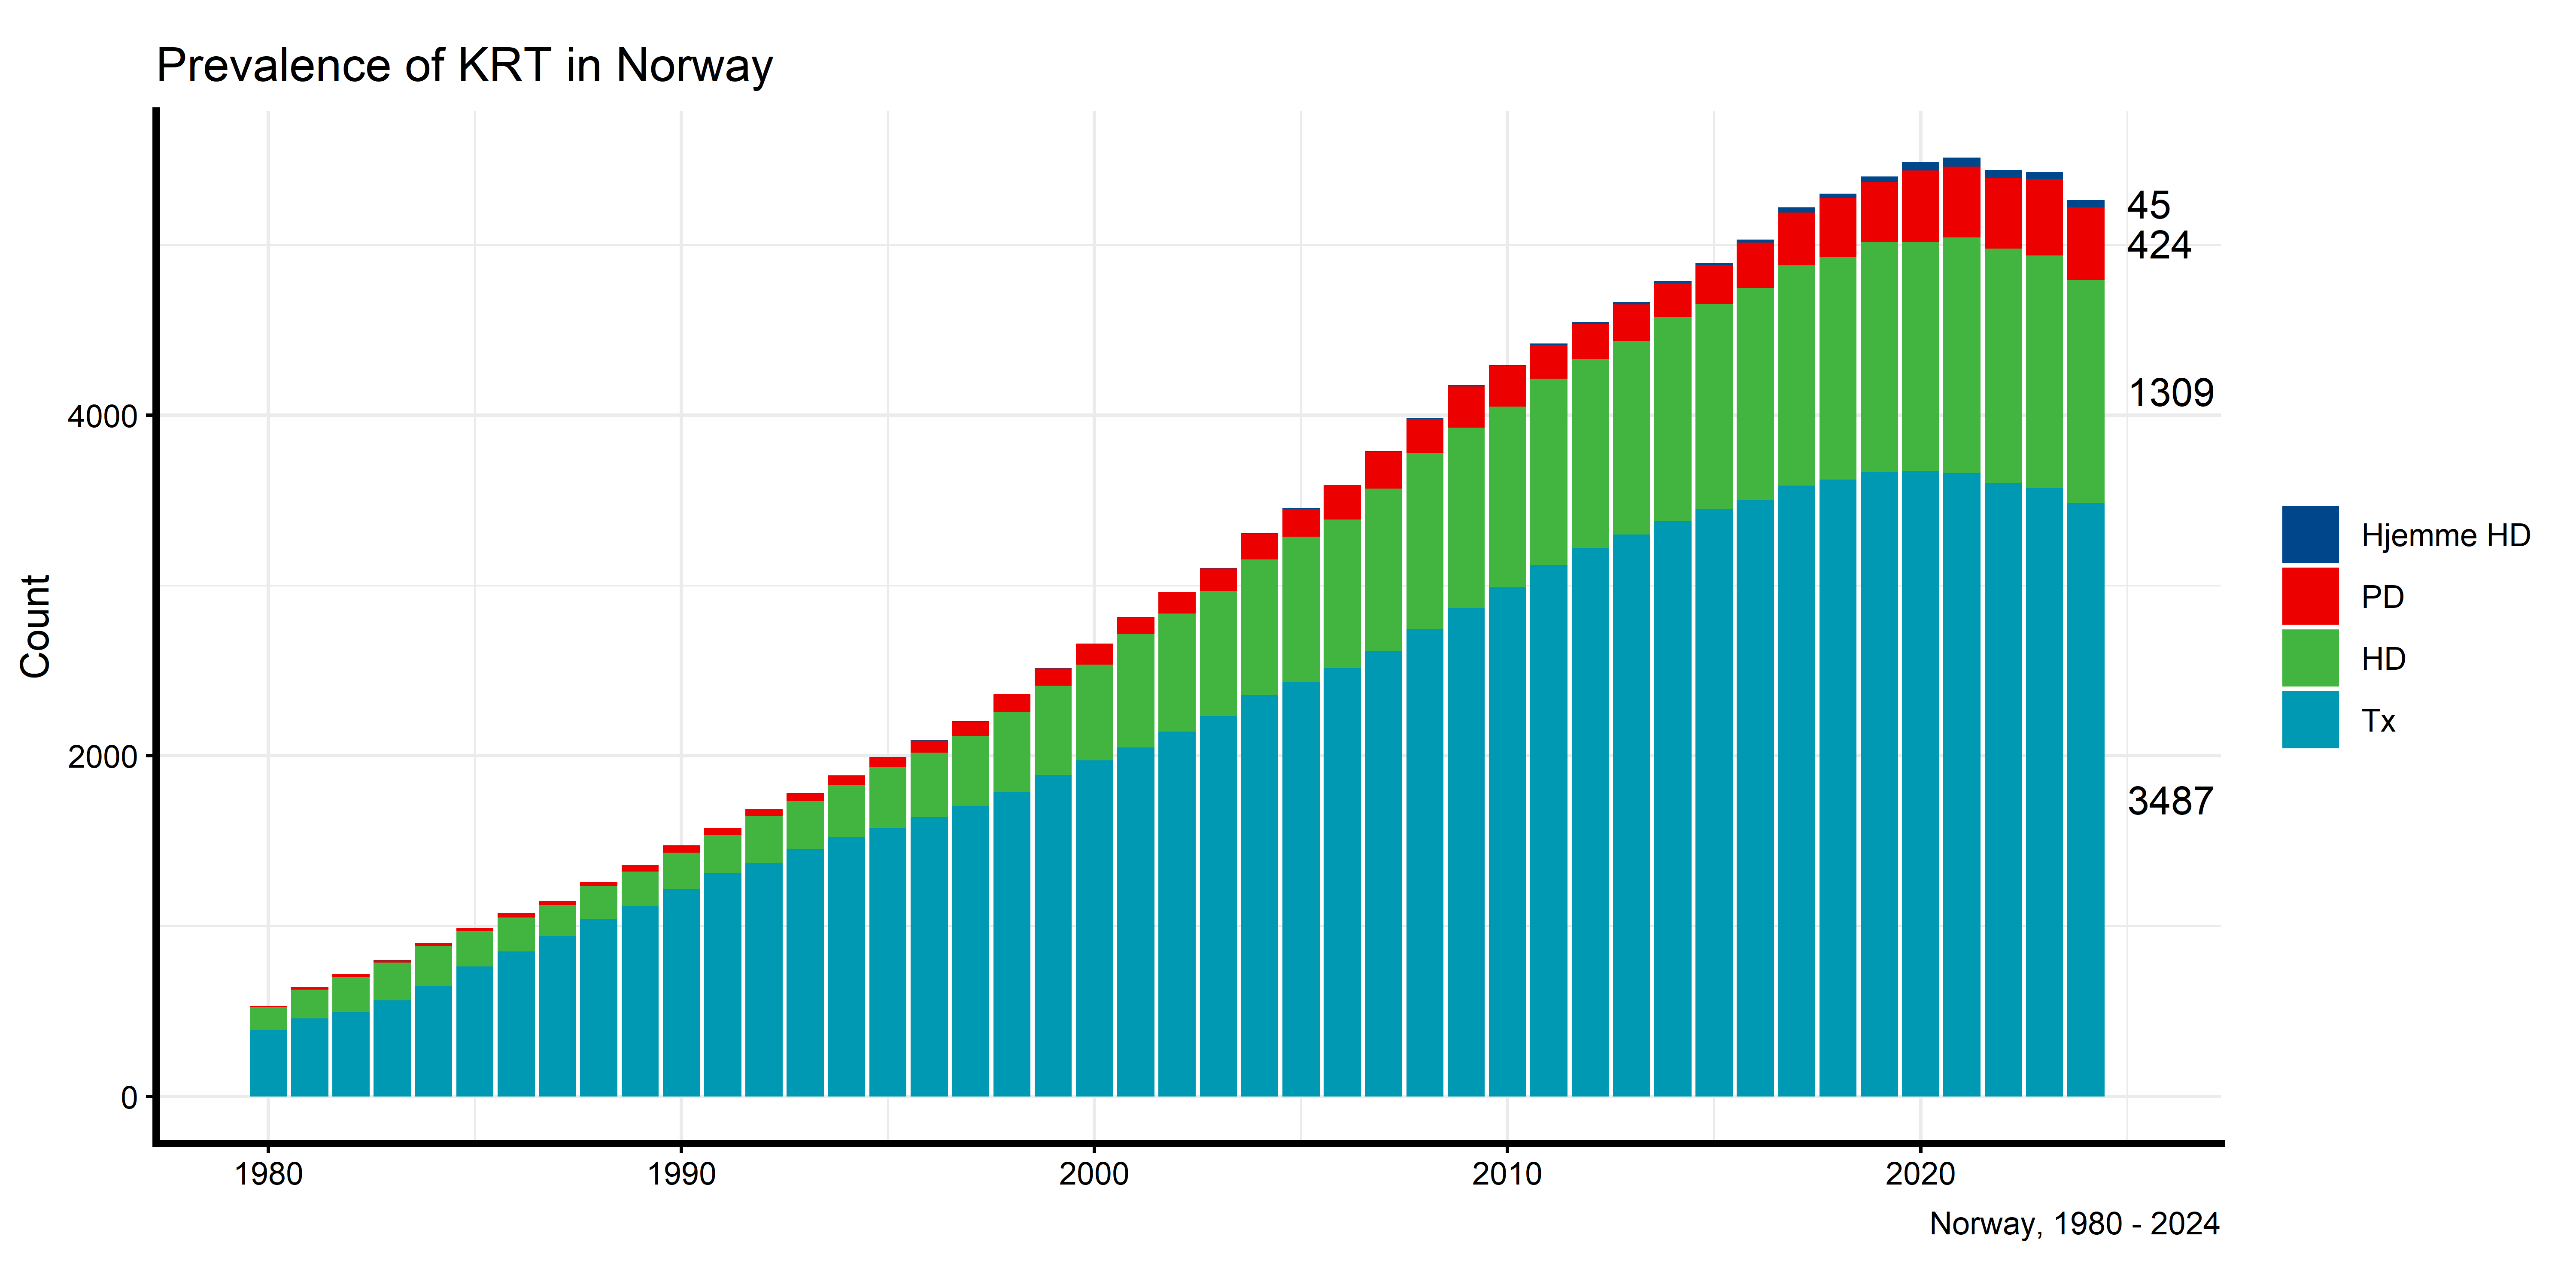 Prevalence of KRT in Norway
Count
4000
2000
0
1980
1990
2000
2010
2020
45
424
1309
3487
Hjemme HD
PD
HD
Tx
Norway, 1980 - 2024